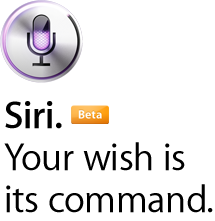 Siri. Beta
Your wish is
its command.